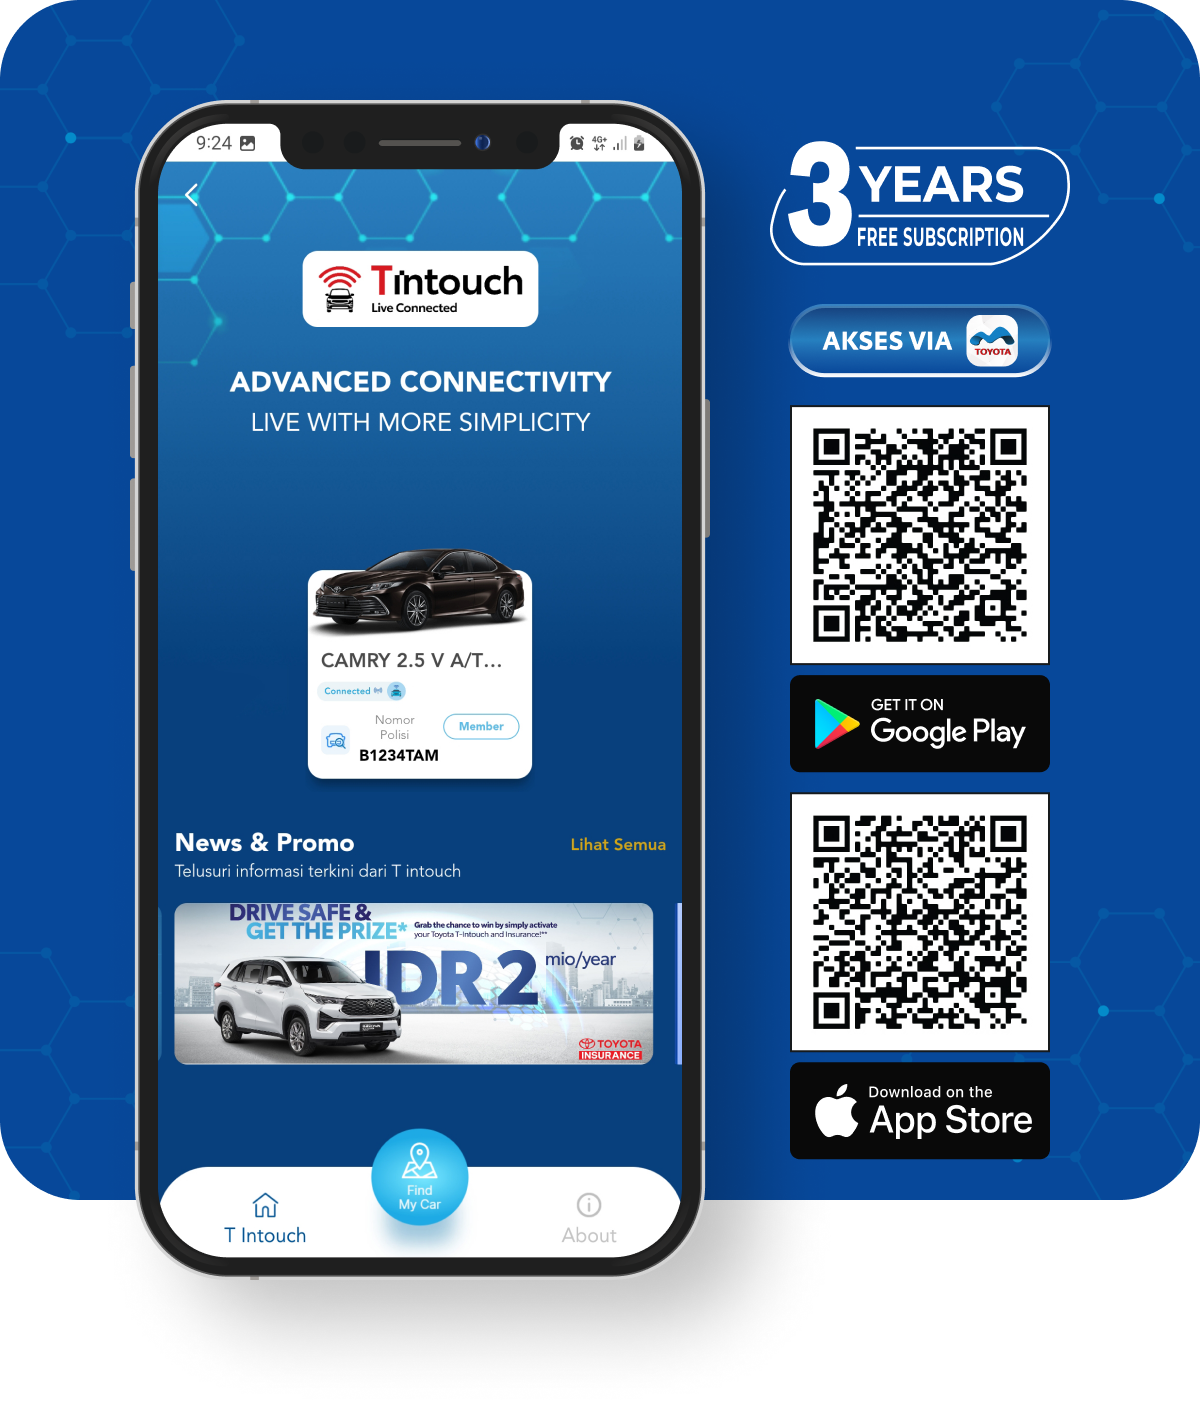 9:24
4G+
Tintouch
Live Connected
ADVANCED CONNECTIVITY
LIVE WITH MORE SIMPLICITY
CAMRY 2.5 V A/T...
Connected
Nomor
Polisi
B1234TAM
Member
News & Promo
Lihat Semua
Telusuri informasi terkini dari T intouch
DRIVE SAFE &
GET THE PRIZE*
Grab the chance to win by simply activate
your Toyota T-Intouch and Insurance!**
IDR 2 mio/year
TOYOTA
INSURANCE
Find
My Car
T Intouch
About
3 YEARS
FREE SUBSCRIPTION
AKSES VIA
TOYOTA
GET IT ON
Google Play
Download on the
App Store